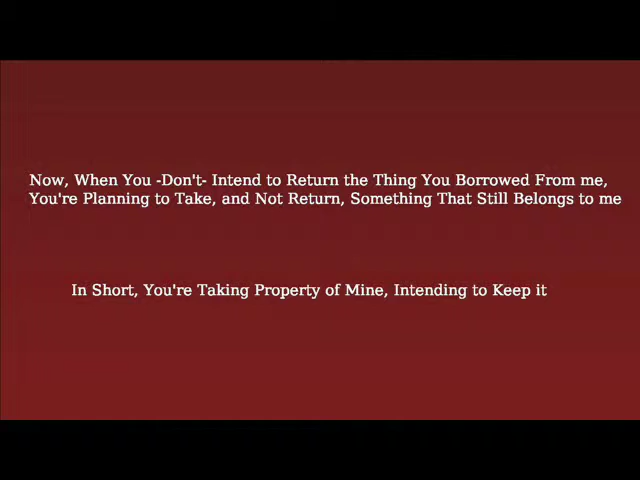 Now, When You -Don't- Intend to Return the Thing You Borrowed From me,
You're Planning to Take, and Not Return, Something That Still Belongs to me
In Short, You're Taking Property of Mine, Intending to Keep it